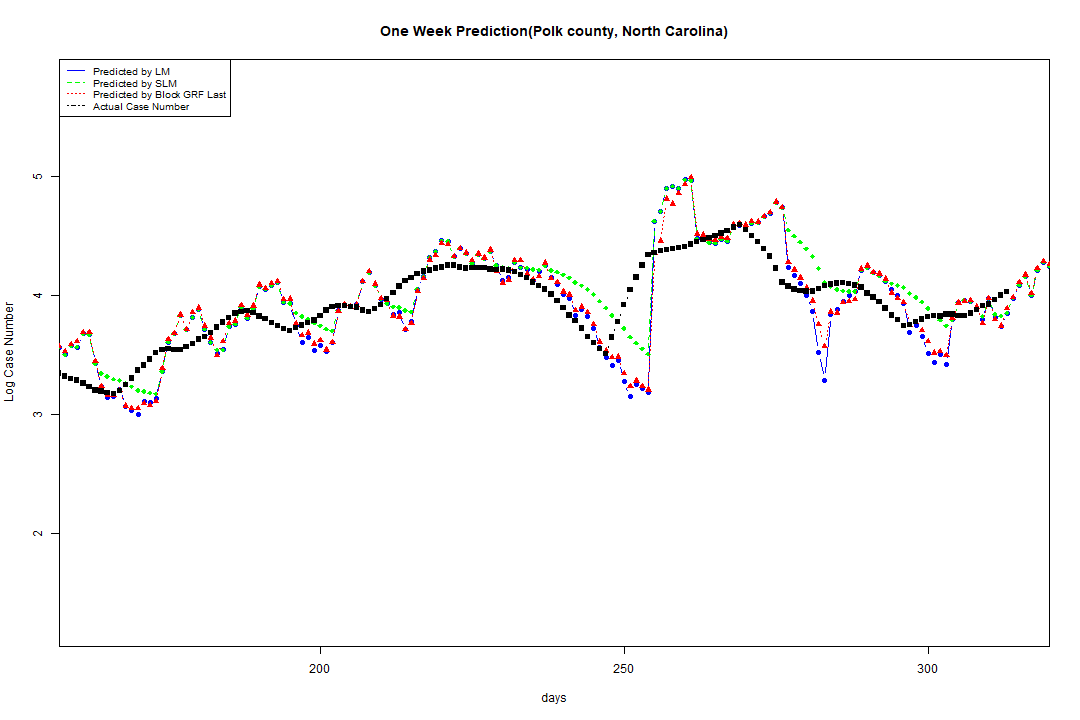 One Week Prediction(Polk county, North Carolina)
Predicted by LM
Predicted by SLM
Predicted by Block GRF Last
Actual Case Number
5
4
3
2
Log Case Number
200
250
300
days